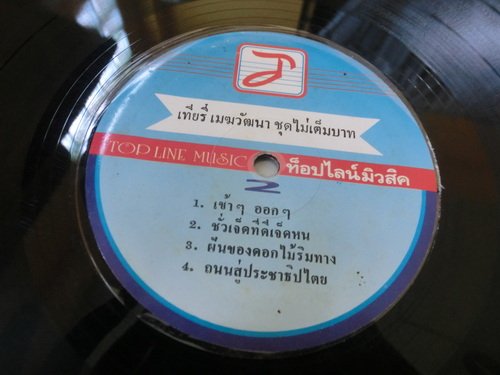 เทียรี่ เมฆวัฒนา ชุดไม่เต็มบาท
TOP LINE MUSIC ท็อปไลน์มิวสิค
2
1. เข้าๆ ออกๆ
2. ชั่วเจ็ดทีดีเจ็ดหน
3. ฝันของดอกไม้ริมทาง
4. ถนนสู่ประชาธิปไตย